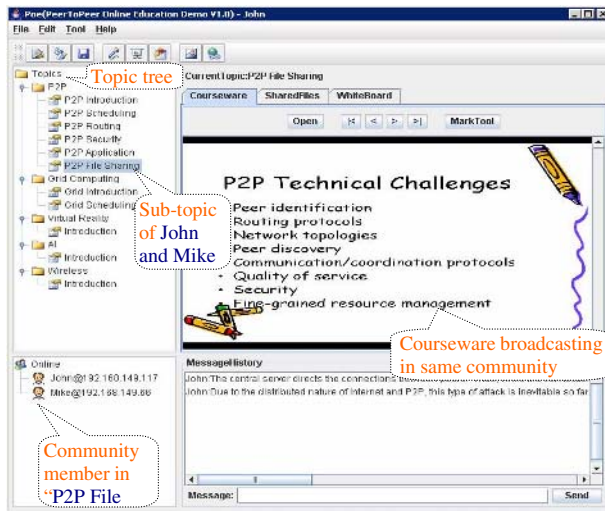 Poe(PeerToPeer Online Education Demo V1.0) - John
File Edit Tool Help
Topics
P2P
P2P Introduction
P2P Scheduling
P2P Routing
P2P Security
P2P Application
P2P File Sharing
Grid Computing
Grid Introduction
Grid Scheduling
Virtual Reality
Introduction
AI
Introduction
Wireless
Introduction
Topic tree
Sub-topic
of John
and Mike
CurrentTopic:P2P File Sharing
Courseware SharedFiles WhiteBoard
Open |< < > >| MarkTool
P2P Technical Challenges
Peer identification
Routing protocols
Network topologies
Peer discovery
Communication/coordination protocols
• Quality of service
• Security
Fine-grained resource management
Courseware broadcasting
in same community
Online
John@192.160.149.117
Mike@192.168.149.66
Community
member in
“P2P File
MessageHistory
John:The central server directs the connections
John:Due to the distributed nature of Internet and P2P, this type of attack is inevitable so far.
Message: Send